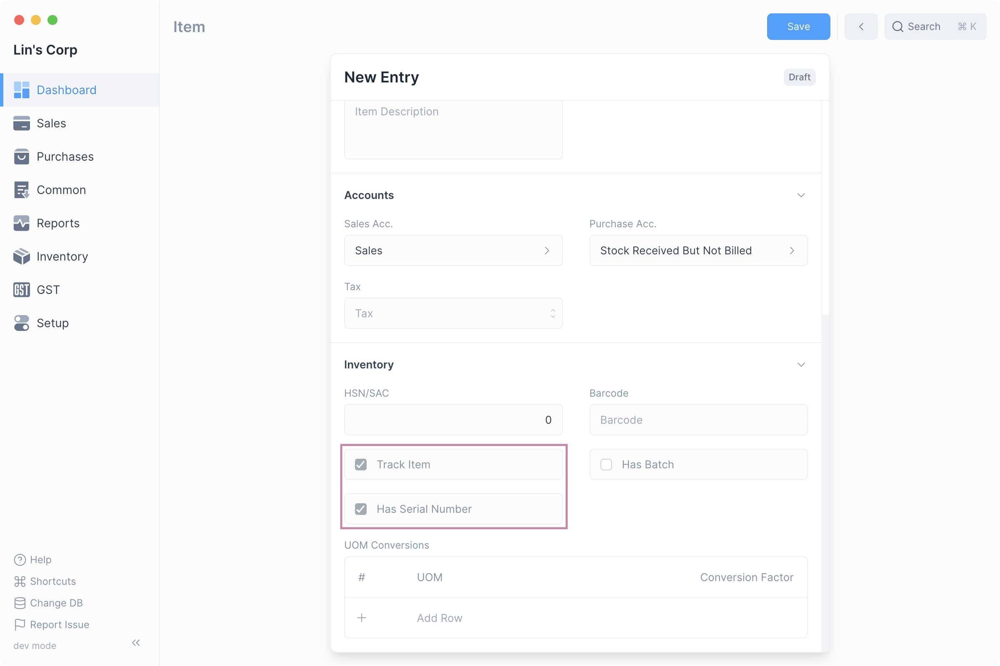 Lin's Corp
Dashboard
Sales
Purchases
Common
Reports
Inventory
GST GST
Setup
? Help
Shortcuts
Change DB
Report Issue
dev mode
Item
Save
Search ⌘ K
New Entry
Draft
Item Description
Accounts
Sales Acc. Purchase Acc.
Sales Stock Received But Not Billed
Tax
Tax
Inventory
HSN/SAC Barcode
0 Barcode
Track Item Has Batch
Has Serial Number
UOM Conversions
# UOM Conversion Factor
+ Add Row